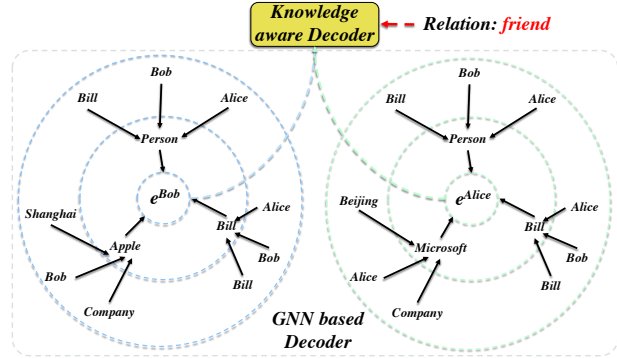 Knowledge
aware Decoder
Relation: friend
Bob
Bill
Alice
Person
e^Bob
Shanghai
Alice
Bill
Apple
Bob
Bob
Bill
Company
Bob
Bill
Alice
Person
e^Alice
Beijing
Alice
Bill
Microsoft
Bob
Alice
Bill
Company
GNN based
Decoder